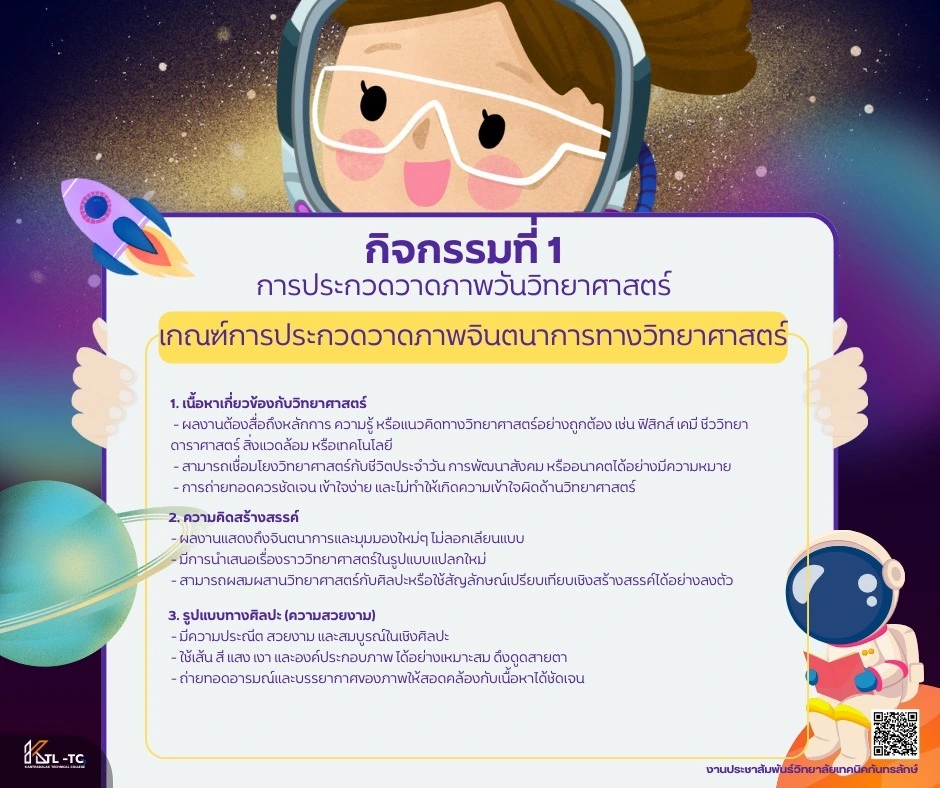 กิจกรรมที่ 1
การประกวดวาดภาพวันวิทยาศาสตร์
เกณฑ์การประกวดวาดภาพจินตนาการทางวิทยาศาสตร์
1. เนื้อหาเกี่ยวข้องกับวิทยาศาสตร์
- ผลงานต้องสื่อถึงหลักการ ความรู้ หรือแนวคิดทางวิทยาศาสตร์อย่างถูกต้อง เช่น ฟิสิกส์ เคมี ชีววิทยา
ดาราศาสตร์ สิ่งแวดล้อม หรือเทคโนโลยี
- สามารถเชื่อมโยงวิทยาศาสตร์กับชีวิตประจำวัน การพัฒนาสังคม หรืออนาคตได้อย่างมีความหมาย
- การถ่ายทอดควรชัดเจน เข้าใจง่าย และไม่ทำให้เกิดความเข้าใจผิดด้านวิทยาศาสตร์
2. ความคิดสร้างสรรค์
- ผลงานแสดงถึงจินตนาการและมุมมองใหม่ๆ ไม่ลอกเลียนแบบ
- มีการนำเสนอเรื่องราววิทยาศาสตร์ในรูปแบบแปลกใหม่
- สามารถผสมผสานวิทยาศาสตร์กับศิลปะหรือใช้สัญลักษณ์เปรียบเทียบเชิงสร้างสรรค์ได้อย่างลงตัว
3. รูปแบบทางศิลปะ (ความสวยงาม)
- มีความประณีต สวยงาม และสมบูรณ์ในเชิงศิลปะ
- ใช้เส้น สี แสง เงา และองค์ประกอบภาพ ได้อย่างเหมาะสม ดึงดูดสายตา
- ถ่ายทอดอารมณ์และบรรยากาศของภาพให้สอดคล้องกับเนื้อหาได้ชัดเจน
KTL -TC
KANTHARALAK TECHNICAL COLLEGE
งานประชาสัมพันธ์วิทยาลัยเทคนิคกันทรลักษ์